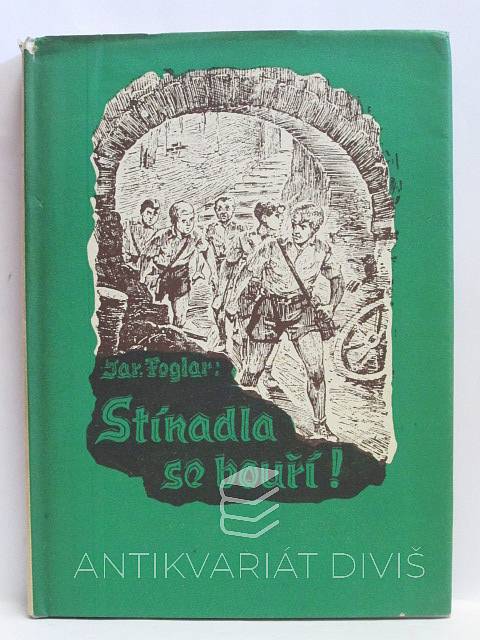 Jar. Foglar:
Stínadla
se bouří!
ANTIKVARIÁT DIVIŠ